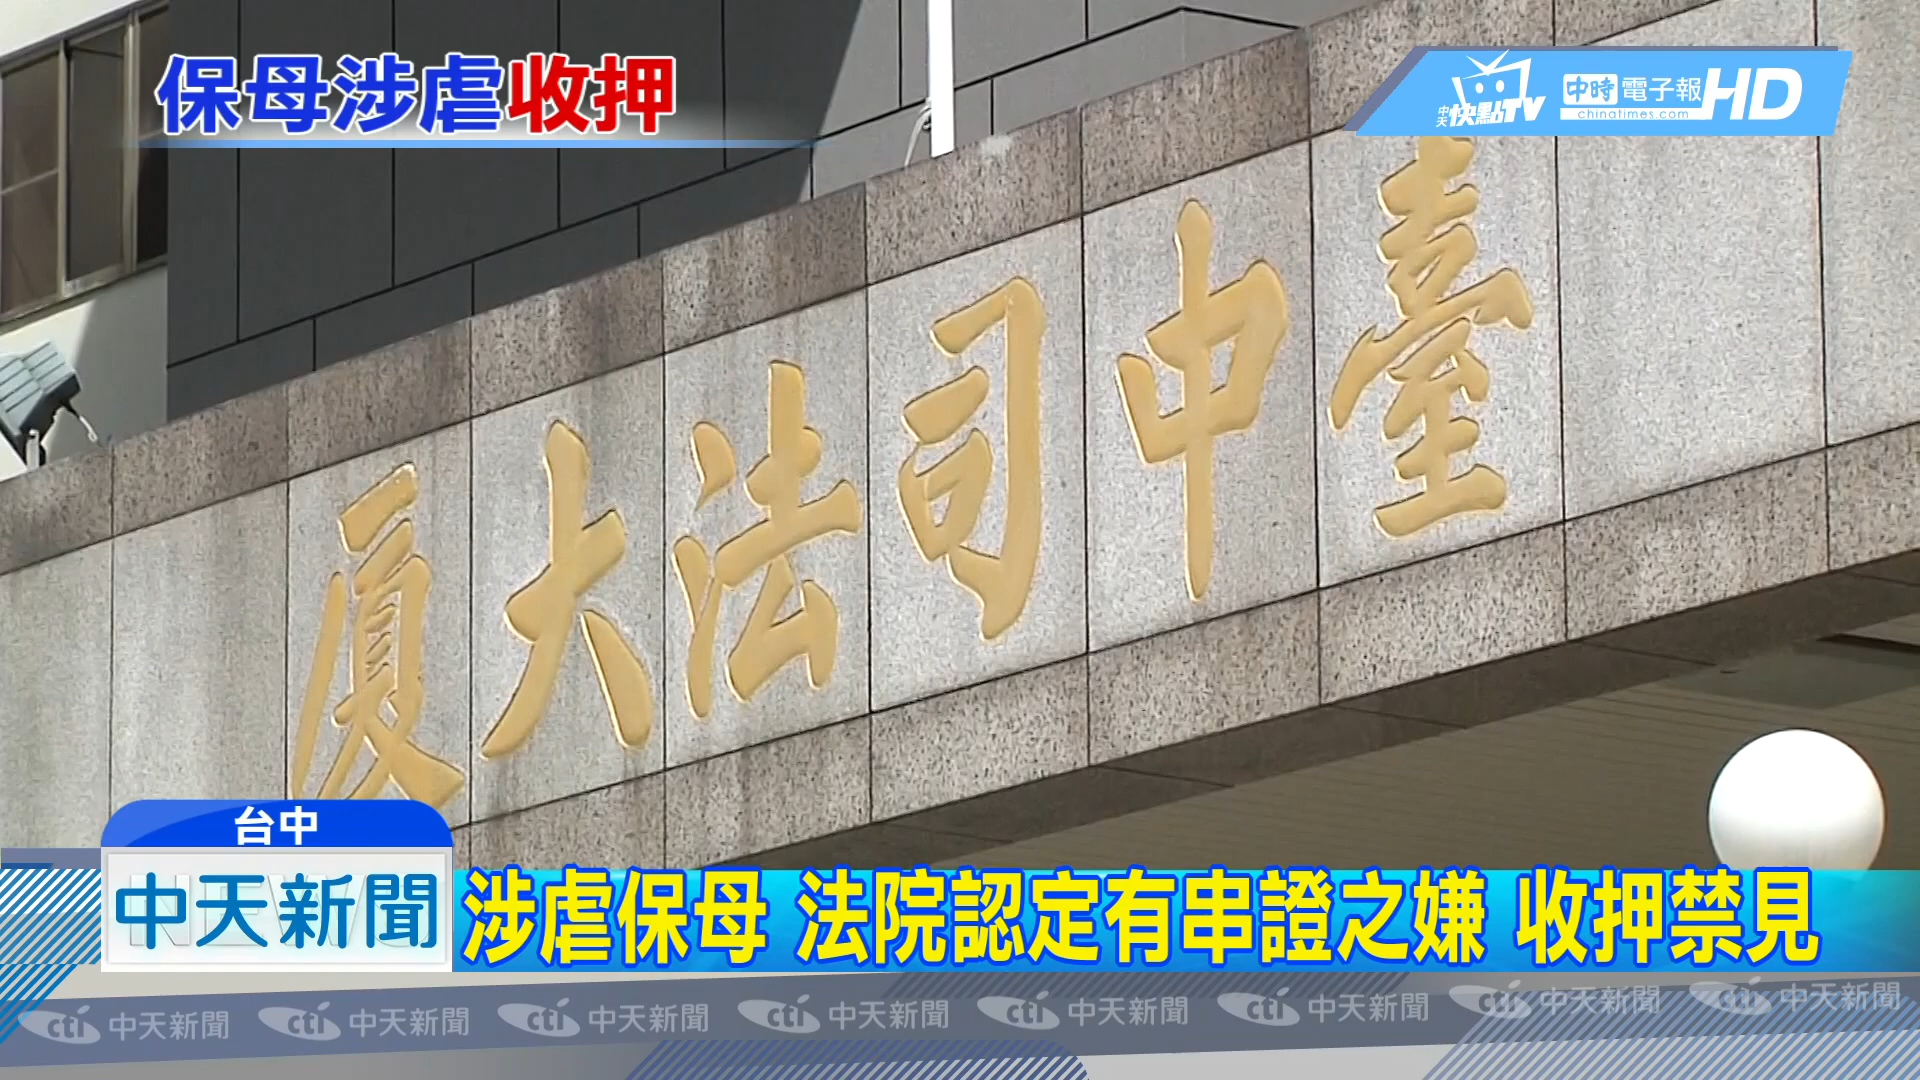 保母涉虐收押
中天快點TV 中時電子報HD
chinatimes.com
臺中司法大廈
台中
中天新聞
涉虐保母 法院認定有串證之嫌 收押禁見
cti 中天新聞 cti 中天新聞 cti 中天新聞 cti 中天新聞 cti 中天新聞 cti 中天新聞 cti 中天新聞 cti 中天新聞